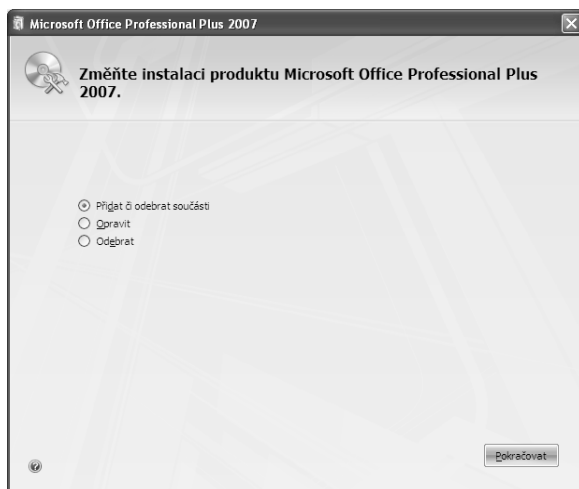 Microsoft Office Professional Plus 2007
Změňte instalaci produktu Microsoft Office Professional Plus
2007.
Přidat či odebrat součásti
Opravit
Odebrat
Pokračovat